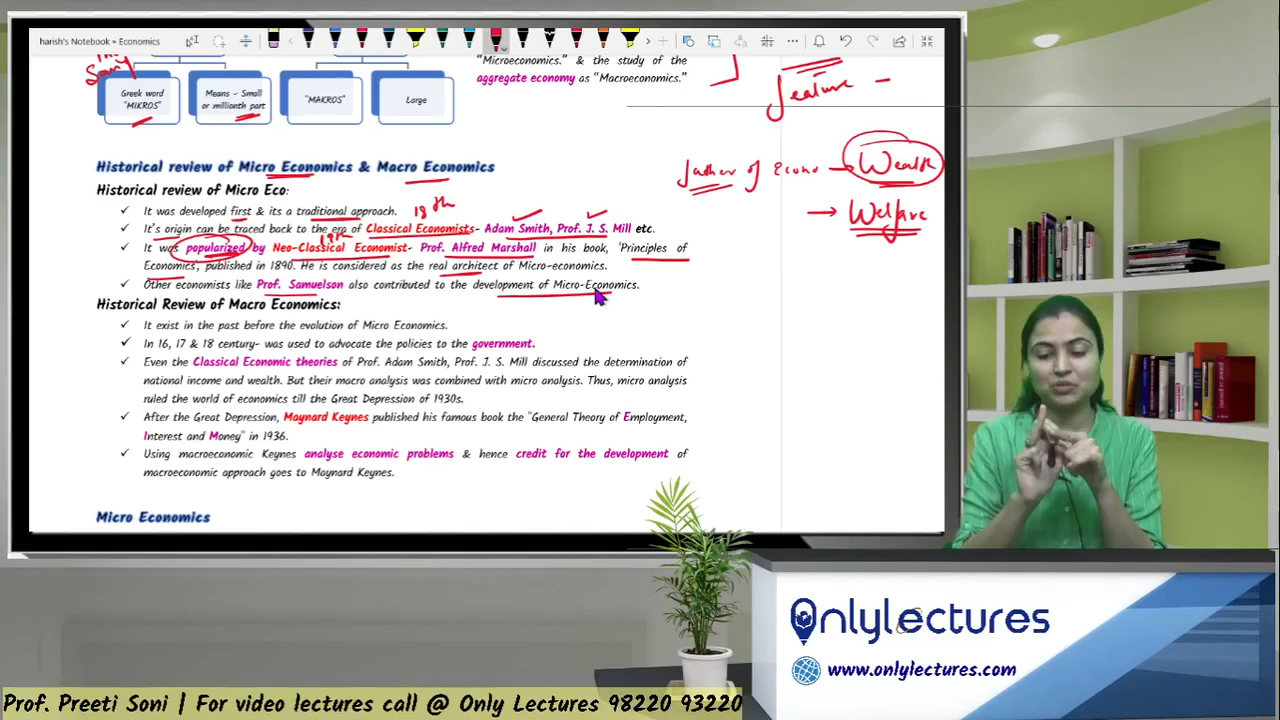 harish's Notebook » Economics
Sony
Greek word
"MIKROS"
Means - Small
or millionth part
"MAKROS"
Large
"Microeconomics." & the study of the
aggregate economy as "Macroeconomics."
feature -
Father of Econo → Wealth
→ Welfare
Historical review of Micro Economics & Macro Economics
Historical review of Micro Eco:
✓ It was developed first & its a traditional approach.
18th
✓ It's origin can be traced back to the era of Classical Economists- Adam Smith, Prof. J. S. Mill etc.
19th
✓ It was popularized by Neo-Classical Economist- Prof. Alfred Marshall in his book, 'Principles of
Economics', published in 1890. He is considered as the real architect of Micro-economics.
✓ Other economists like Prof. Samuelson also contributed to the development of Micro-Economics.
Historical Review of Macro Economics:
✓ It exist in the past before the evolution of Micro Economics.
✓ In 16, 17 & 18 century- was used to advocate the policies to the government.
✓ Even the Classical Economic theories of Prof. Adam Smith, Prof. J. S. Mill discussed the determination of
national income and wealth. But their macro analysis was combined with micro analysis. Thus, micro analysis
ruled the world of economics till the Great Depression of 1930s.
✓ After the Great Depression, Maynard Keynes published his famous book the "General Theory of Employment,
Interest and Money" in 1936.
✓ Using macroeconomic Keynes analyse economic problems & hence credit for the development of
macroeconomic approach goes to Maynard Keynes.
Micro Economics
Onlylectures
www.onlylectures.com
Prof. Preeti Soni | For video lectures call @ Only Lectures 98220 93220